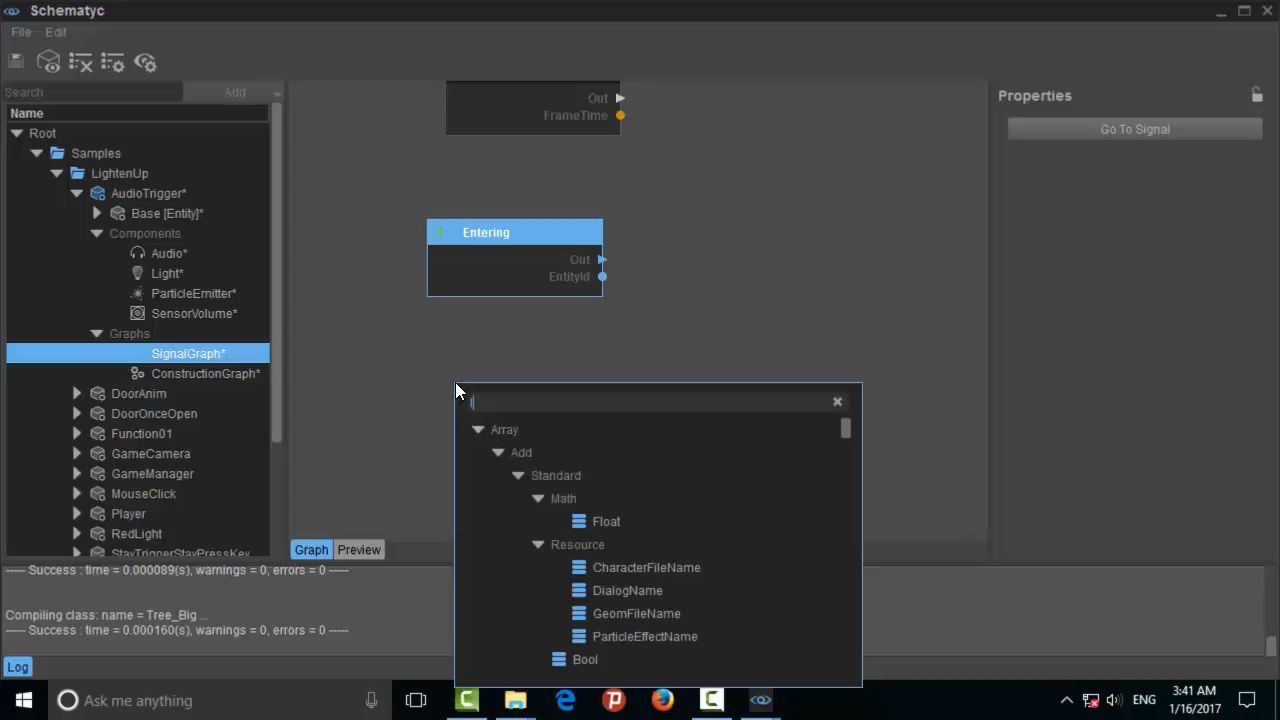 Schematyc
File Edit
Search Add
Name
Root
Samples
LightenUp
AudioTrigger*
Base [Entity]*
Components
Audio*
Light*
ParticleEmitter*
SensorVolume*
Graphs
SignalGraph*
ConstructionGraph*
DoorAnim
DoorOnceOpen
Function01
GameCamera
GameManager
MouseClick
Player
RedLight
StayTriggerStayPressKey
Out
FrameTime
Entering
Out
EntityId
Array
Add
Standard
Math
Float
Resource
CharacterFileName
DialogName
GeomFileName
ParticleEffectName
Bool
Graph Preview
Properties
Go To Signal
----- Success : time = 0.000089(s), warnings = 0, errors = 0 -----
Compiling class: name = Tree_Big ...
----- Success : time = 0.000160(s), warnings = 0, errors = 0 -----
Log
Ask me anything
ENG
3:41 AM
1/16/2017